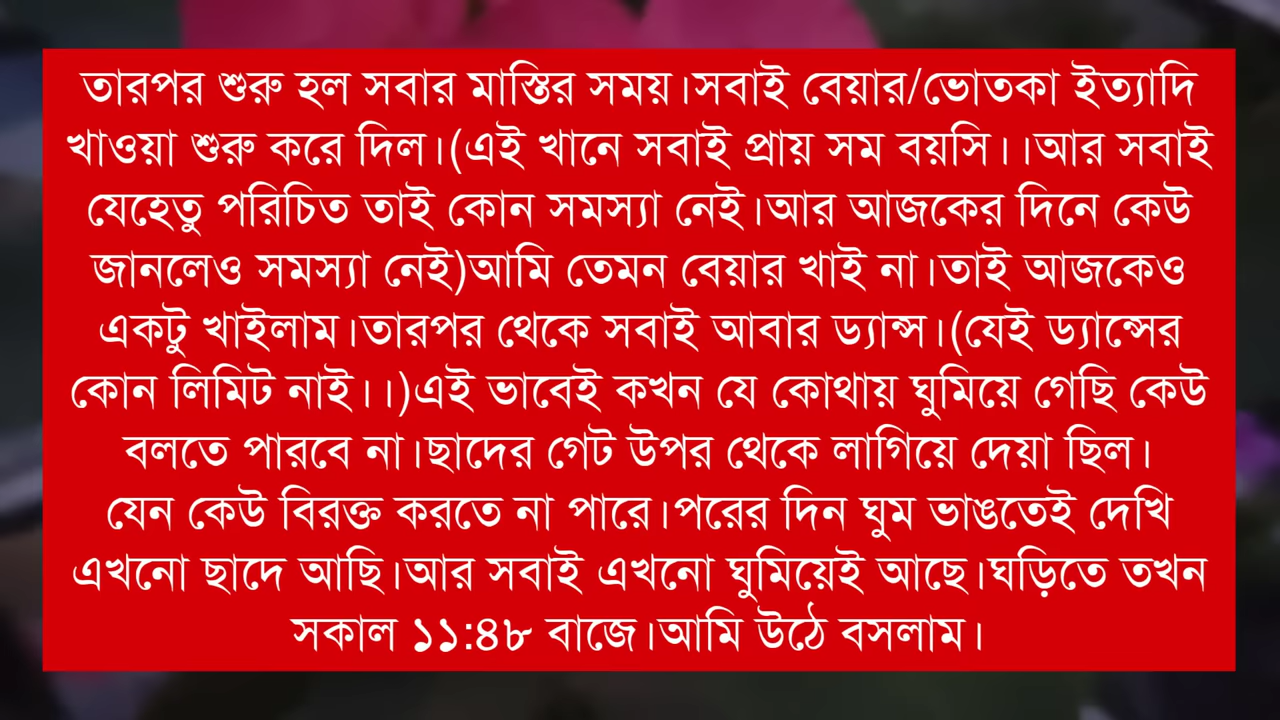 তারপর শুরু হল সবার মাস্তির সময়।সবাই বেয়ার/ভোতকা ইত্যাদি
খাওয়া শুরু করে দিল।(এই খানে সবাই প্রায় সম বয়সি।।আর সবাই
যেহেতু পরিচিত তাই কোন সমস্যা নেই।আর আজকের দিনে কেউ
জানলেও সমস্যা নেই)আমি তেমন বেয়ার খাই না।তাই আজকেও
একটু খাইলাম।তারপর থেকে সবাই আবার ড্যান্স।(যেই ড্যান্সের
কোন লিমিট নাই।।)এই ভাবেই কখন যে কোথায় ঘুমিয়ে গেছি কেউ
বলতে পারবে না।ছাদের গেট উপর থেকে লাগিয়ে দেয়া ছিল।
যেন কেউ বিরক্ত করতে না পারে।পরের দিন ঘুম ভাঙতেই দেখি
এখনো ছাদে আছি।আর সবাই এখনো ঘুমিয়েই আছে।ঘড়িতে তখন
সকাল ১১:৪৮ বাজে।আমি উঠে বসলাম।